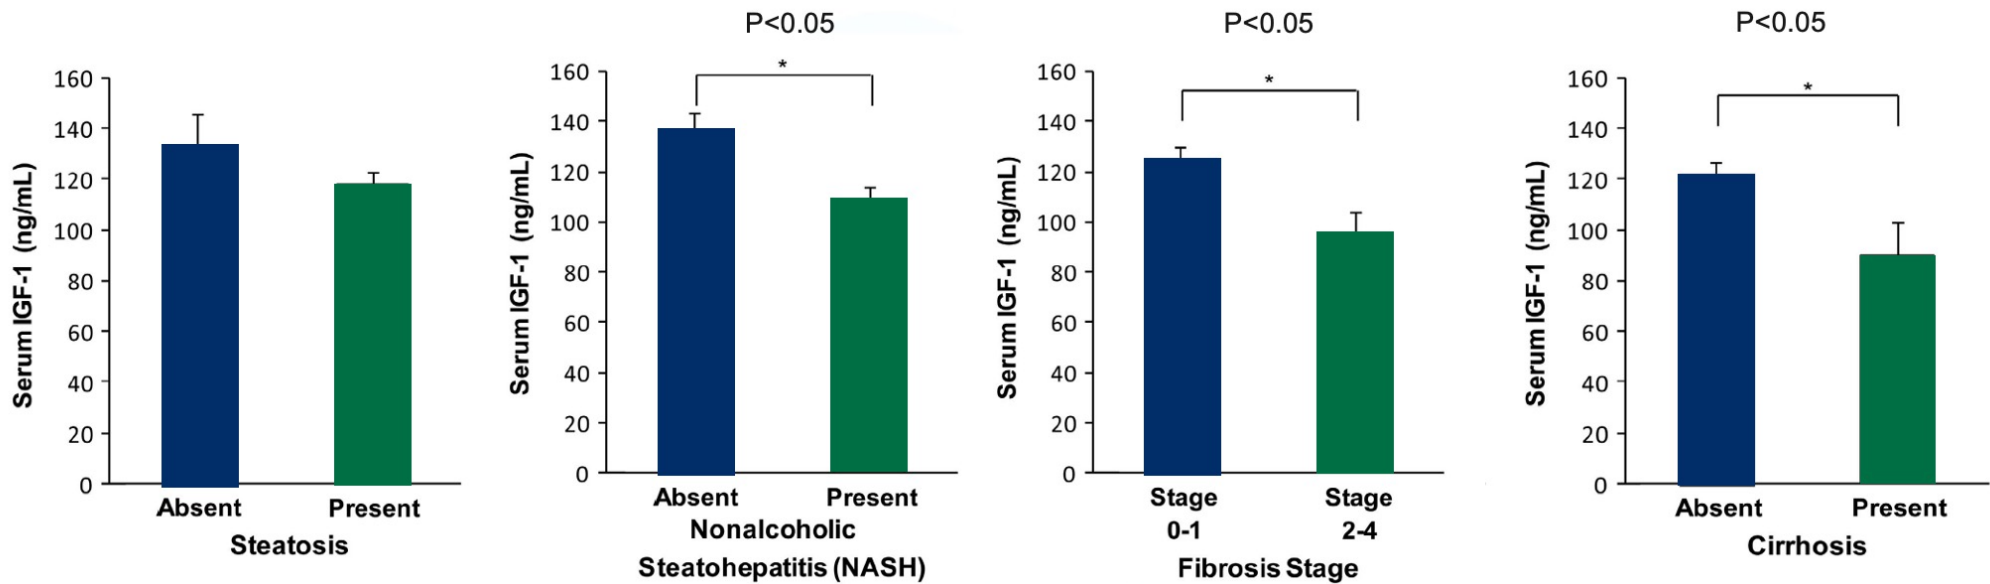 Serum IGF-1 (ng/mL)
160
140
120
100
80
60
40
20
0
Absent Present
Steatosis
P<0.05
*
Serum IGF-1 (ng/mL)
160
140
120
100
80
60
40
20
0
Absent Present
Nonalcoholic
Steatohepatitis (NASH)
P<0.05
*
Serum IGF-1 (ng/mL)
160
140
120
100
80
60
40
20
0
Stage Stage
0-1 2-4
Fibrosis Stage
P<0.05
*
Serum IGF-1 (ng/mL)
160
140
120
100
80
60
40
20
0
Absent Present
Cirrhosis